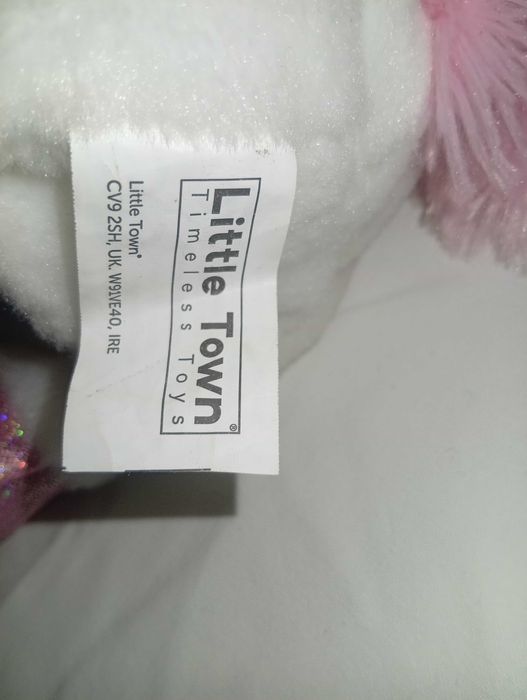 Little Town®
Timeless Toys
Little Town®
CV9 2SH, UK. W91VE40, IRE